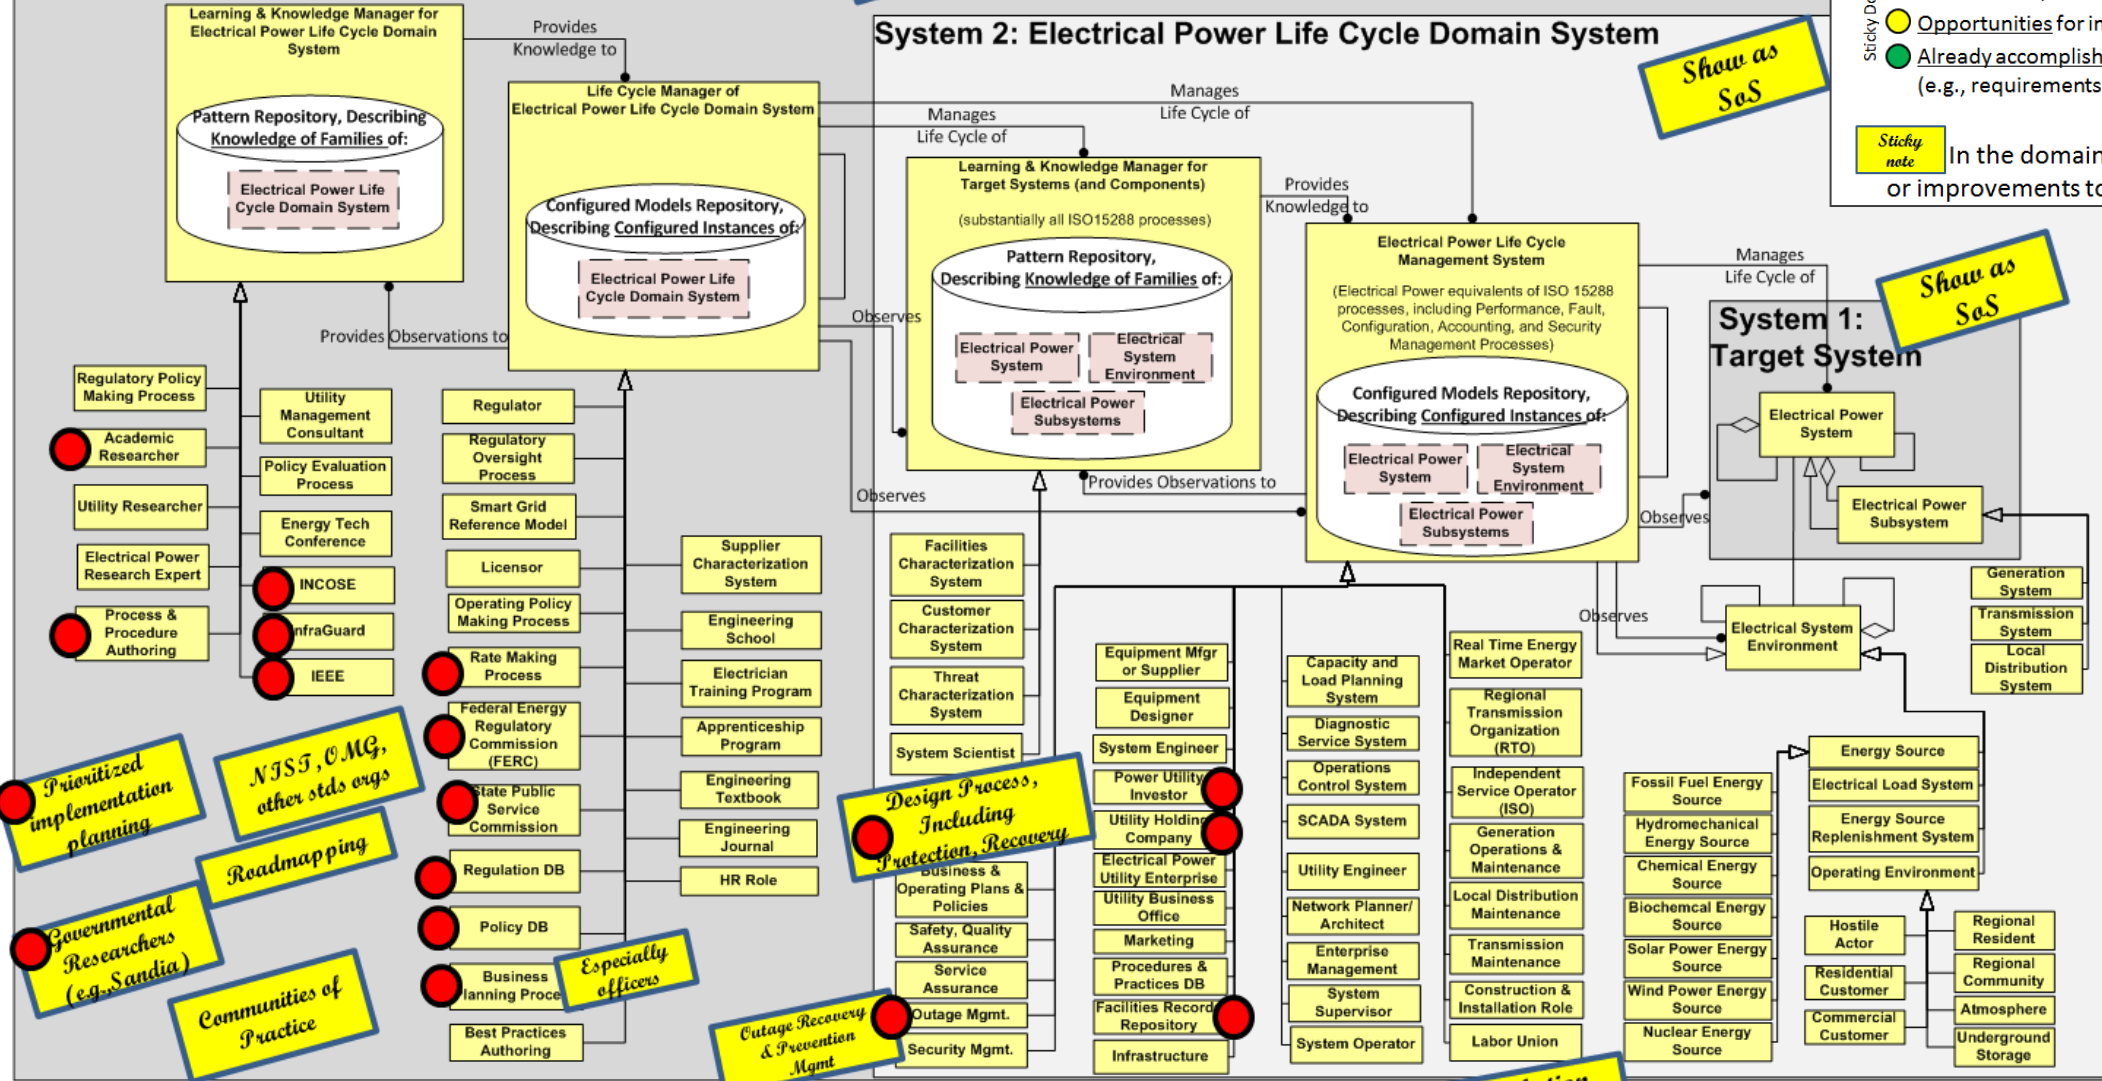 Learning & Knowledge Manager for
Electrical Power Life Cycle Domain
System
Pattern Repository, Describing
Knowledge of Families of:
Electrical Power Life
Cycle Domain System
Provides
Knowledge to
Life Cycle Manager of
Electrical Power Life Cycle Domain System
Configured Models Repository,
Describing Configured Instances of:
Electrical Power Life
Cycle Domain System
Provides Observations to
System 2: Electrical Power Life Cycle Domain System
Manages
Life Cycle of
Manages
Life Cycle of
Show as
SoS
Sticky
Opportunities for
Already accomplish
(e.g., requirements
Sticky
note
In the domain
or improvements to
Learning & Knowledge Manager for
Target Systems (and Components)
(substantially all ISO15288 processes)
Pattern Repository,
Describing Knowledge of Families of:
Electrical Power
System
Electrical
System
Environment
Electrical Power
Subsystems
Provides
Knowledge to
Observes
Observes
Provides Observations to
Electrical Power Life Cycle
Management System
(Electrical Power equivalents of ISO 15288
processes, including Performance, Fault,
Configuration, Accounting, and Security
Management Processes)
Configured Models Repository,
Describing Configured Instances of:
Electrical Power
System
Electrical
System
Environment
Electrical Power
Subsystems
Manages
Life Cycle of
Show as
SoS
System 1:
Target System
Electrical Power
System
Electrical Power
Subsystem
Observes
Observes
Electrical System
Environment
Generation
System
Transmission
System
Local
Distribution
System
Regulatory Policy
Making Process
Academic
Researcher
Utility Researcher
Electrical Power
Research Expert
Process &
Procedure
Authoring
Utility
Management
Consultant
Policy Evaluation
Process
Energy Tech
Conference
INCOSE
nfraGuard
IEEE
Prioritized
implementation
planning
NIST, OMG,
other stds orgs
Roadmapping
Governmental
Researchers
(e.g.,Sandia)
Communities of
Practice
Regulator
Regulatory
Oversight
Process
Smart Grid
Reference Model
Licensor
Operating Policy
Making Process
Rate Making
Process
Federal Energy
Regulatory
Commission
(FERC)
State Public
Service
Commission
Regulation DB
Policy DB
Business
lanning Proce
Especially
officers
Best Practices
Authoring
Supplier
Characterization
System
Engineering
School
Electrician
Training Program
Apprenticeship
Program
Engineering
Textbook
Engineering
Journal
HR Role
Outage Recovery
& Prevention
Mgmt
Facilities
Characterization
System
Customer
Characterization
System
Threat
Characterization
System
System Scientist
Design Process,
Including
Protection, Recovery
Business &
Operating Plans &
Policies
Safety, Quality
Assurance
Service
Assurance
Outage Mgmt.
Security Mgmt.
Equipment Mfgr
or Supplier
Equipment
Designer
System Engineer
Power Utility
Investor
Utility Holding
Company
Electrical Power
Utility Enterprise
Utility Business
Office
Marketing
Procedures &
Practices DB
Facilities Record
Repository
Infrastructure
Capacity and
Load Planning
System
Diagnostic
Service System
Operations
Control System
SCADA System
Utility Engineer
Network Planner/
Architect
Enterprise
Management
System
Supervisor
System Operator
Real Time Energy
Market Operator
Regional
Transmission
Organization
(RTO)
Independent
Service Operator
(ISO)
Generation
Operations &
Maintenance
Local Distribution
Maintenance
Transmission
Maintenance
Construction &
Installation Role
Labor Union
Fossil Fuel Energy
Source
Hydromechanical
Energy Source
Chemical Energy
Source
Biochemcal Energy
Source
Solar Power Energy
Source
Wind Power Energy
Source
Nuclear Energy
Source
Energy Source
Electrical Load System
Energy Source
Replenishment System
Operating Environment
Hostile
Actor
Residential
Customer
Commercial
Customer
Regional
Resident
Regional
Community
Atmosphere
Underground
Storage